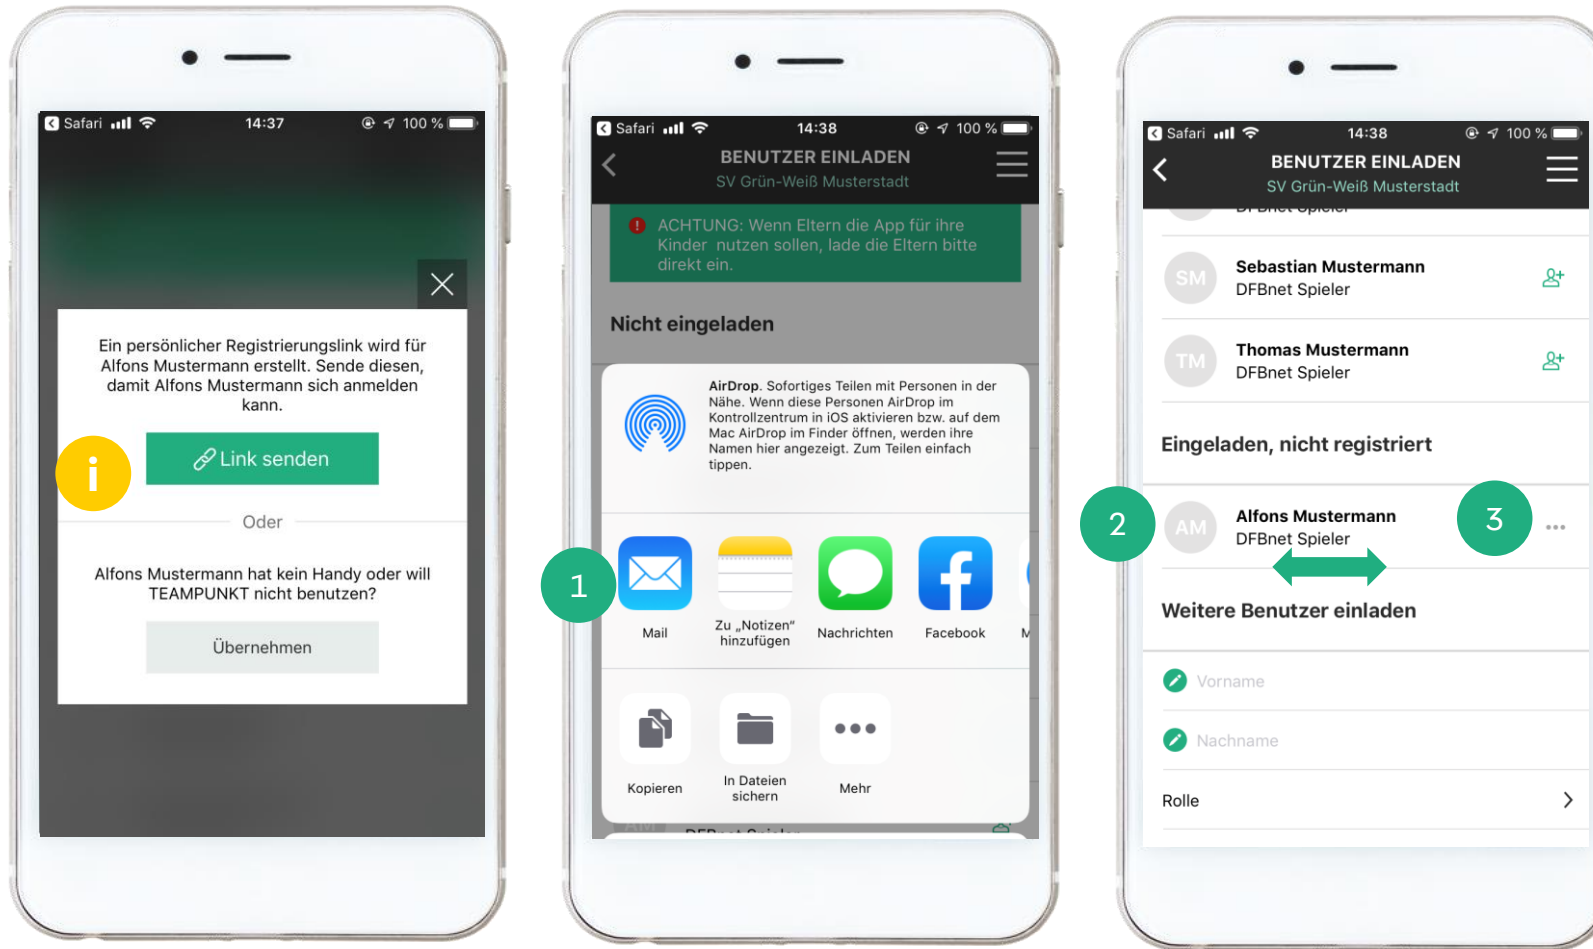 Safari
14:37
100 %
Ein persönlicher Registrierungslink wird für
Alfons Mustermann erstellt. Sende diesen,
damit Alfons Mustermann sich anmelden
kann.
i
Link senden
Oder
Alfons Mustermann hat kein Handy oder will
TEAMPUNKT nicht benutzen?
Übernehmen
Safari
14:38
100 %
BENUTZER EINLADEN
SV Grün-Weiß Musterstadt
ACHTUNG: Wenn Eltern die App für ihre
Kinder nutzen sollen, lade die Eltern bitte
direkt ein.
Nicht eingeladen
AirDrop. Sofortiges Teilen mit Personen in der
Nähe. Wenn diese Personen AirDrop im
Kontrollzentrum in iOS aktivieren bzw. auf dem
Mac AirDrop im Finder öffnen, werden ihre
Namen hier angezeigt. Zum Teilen einfach
tippen.
1
Mail
Zu „Notizen“
hinzufügen
Nachrichten
Facebook
M
Kopieren
In Dateien
sichern
Mehr
AM
DFBnet Spieler
Safari
14:38
100 %
BENUTZER EINLADEN
SV Grün-Weiß Musterstadt
DFBnet Spieler
SM
Sebastian Mustermann
DFBnet Spieler
TM
Thomas Mustermann
DFBnet Spieler
Eingeladen, nicht registriert
2
AM
Alfons Mustermann
DFBnet Spieler
3
Weitere Benutzer einladen
Vorname
Nachname
Rolle